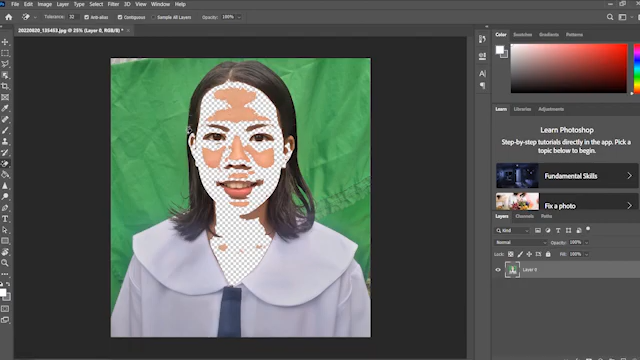 File Edit Image Layer Type Select Filter 3D View Plugins Window Help
Tolerance: 32 Anti-alias Contiguous Sample All Layers Opacity: 100%
20220820_135453.jpg @ 25% (Layer 0, RGB/8) *
Color Swatches Gradients Patterns
Learn Libraries Adjustments
Learn Photoshop
Step-by-step tutorials directly in the app. Pick a
topic below to begin.
Fundamental Skills
Fix a photo
Layers Channels Paths
Kind
Normal Opacity: 100%
Lock: Fill: 100%
Layer 0